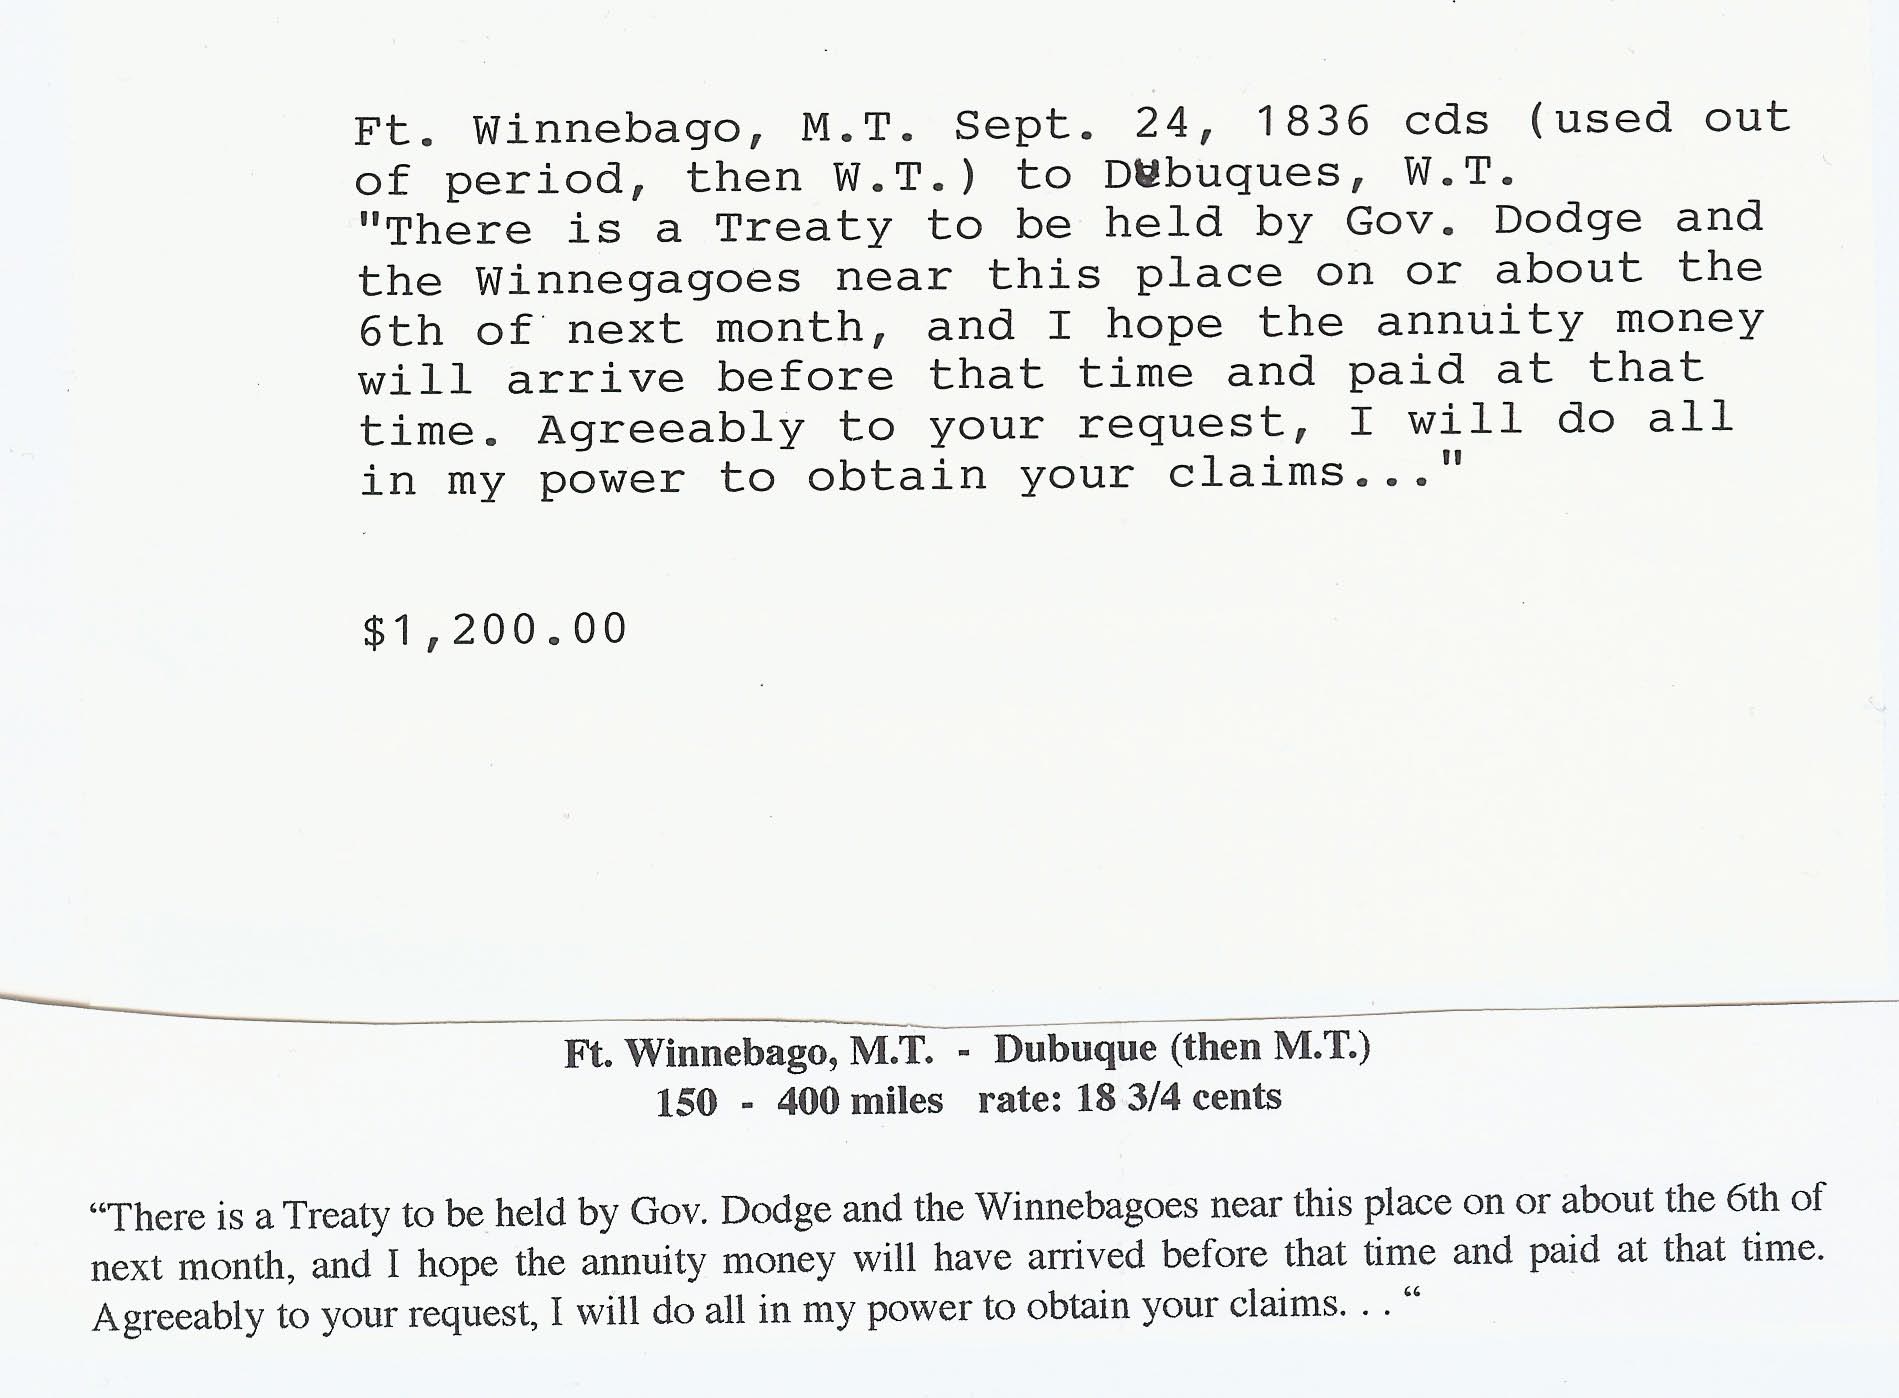 Ft. Winnebago, M.T. Sept. 24, 1836 cds (used out
of period, then W.T.) to Dubuques, W.T.
"There is a Treaty to be held by Gov. Dodge and
the Winnegagoes near this place on or about the
6th of next month, and I hope the annuity money
will arrive before that time and paid at that
time. Agreeably to your request, I will do all
in my power to obtain your claims..."
$1,200.00
Ft. Winnebago, M.T. - Dubuque (then M.T.)
150 - 400 miles rate: 18 3/4 cents
“There is a Treaty to be held by Gov. Dodge and the Winnebagoes near this place on or about the 6th of
next month, and I hope the annuity money will have arrived before that time and paid at that time.
Agreeably to your request, I will do all in my power to obtain your claims. . . “